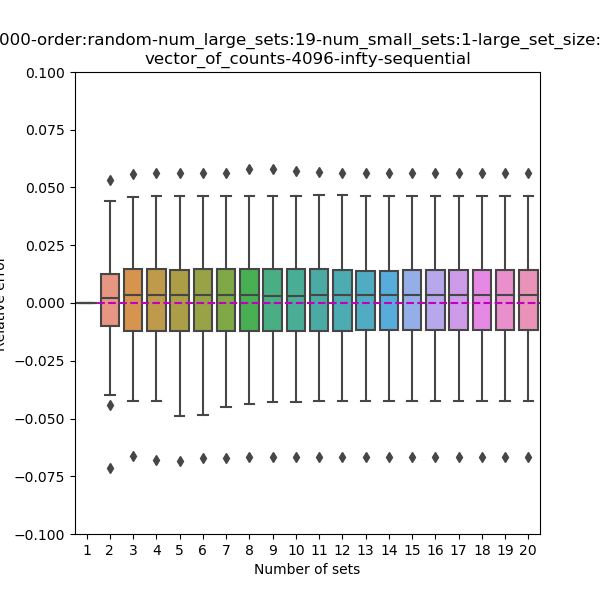 000-order:random-num_large_sets:19-num_small_sets:1-large_set_size:
vector_of_counts-4096-infty-sequential
0.100
0.075
0.050
0.025
0.000
−0.025
−0.050
−0.075
−0.100
Relative error
1 2 3 4 5 6 7 8 9 10 11 12 13 14 15 16 17 18 19 20
Number of sets